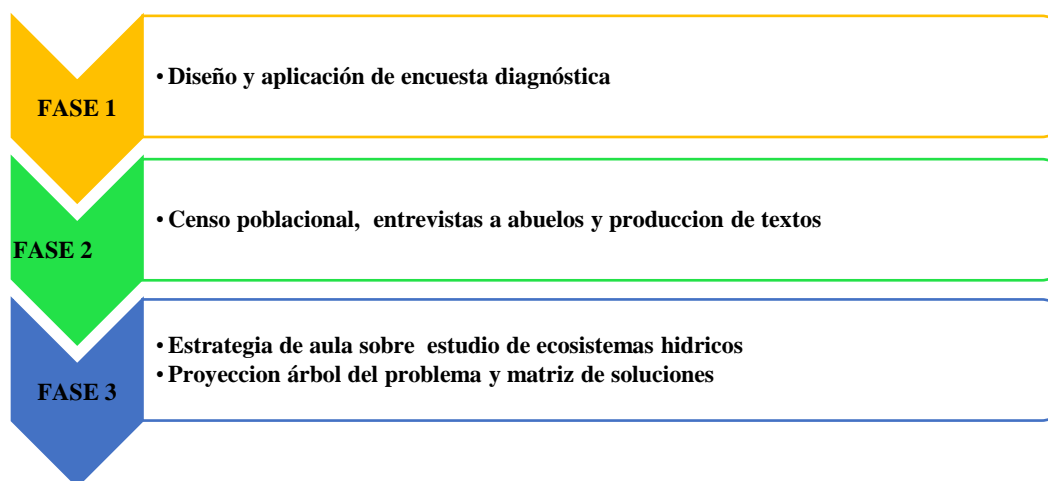 FASE 1
• Diseño y aplicación de encuesta diagnóstica
FASE 2
• Censo poblacional, entrevistas a abuelos y produccion de textos
FASE 3
• Estrategia de aula sobre estudio de ecosistemas hidricos
• Proyeccion árbol del problema y matriz de soluciones